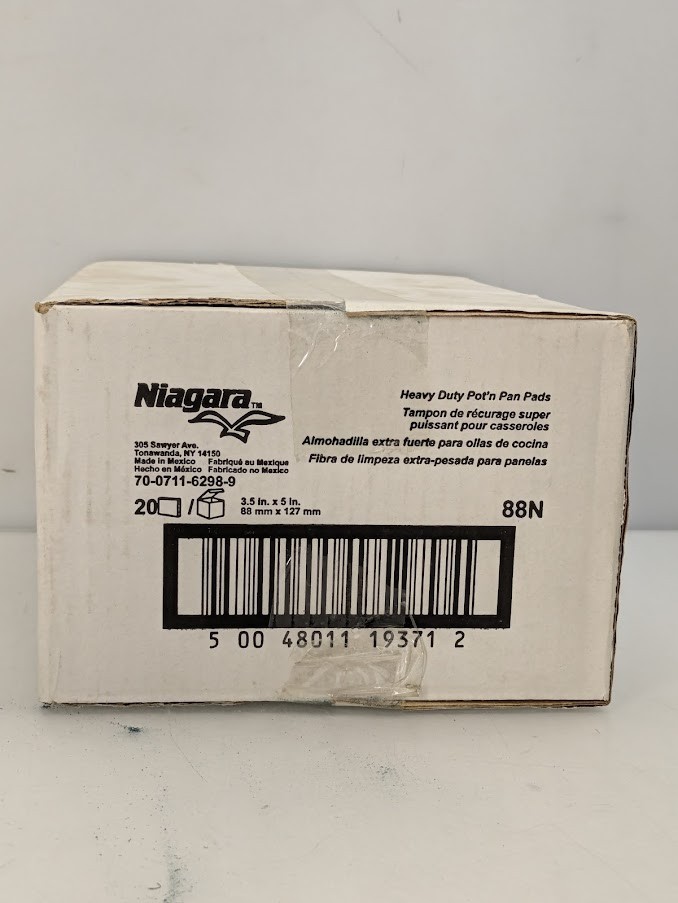 Niagara™
Heavy Duty Pot'n Pan Pads
Tampon de récurage super
puissant pour casseroles
Almohadilla extra fuerte para ollas de cocina
Fibra de limpeza extra-pesada para panelas
305 Sawyer Ave.
Tonawanda, NY 14150
Made in Mexico Fabriqué au Mexique
Hecho en México Fabricado no Mexico
70-0711-6298-9
20 /
3.5 in. x 5 in.
88 mm x 127 mm
88N
5 00 48011 19371 2